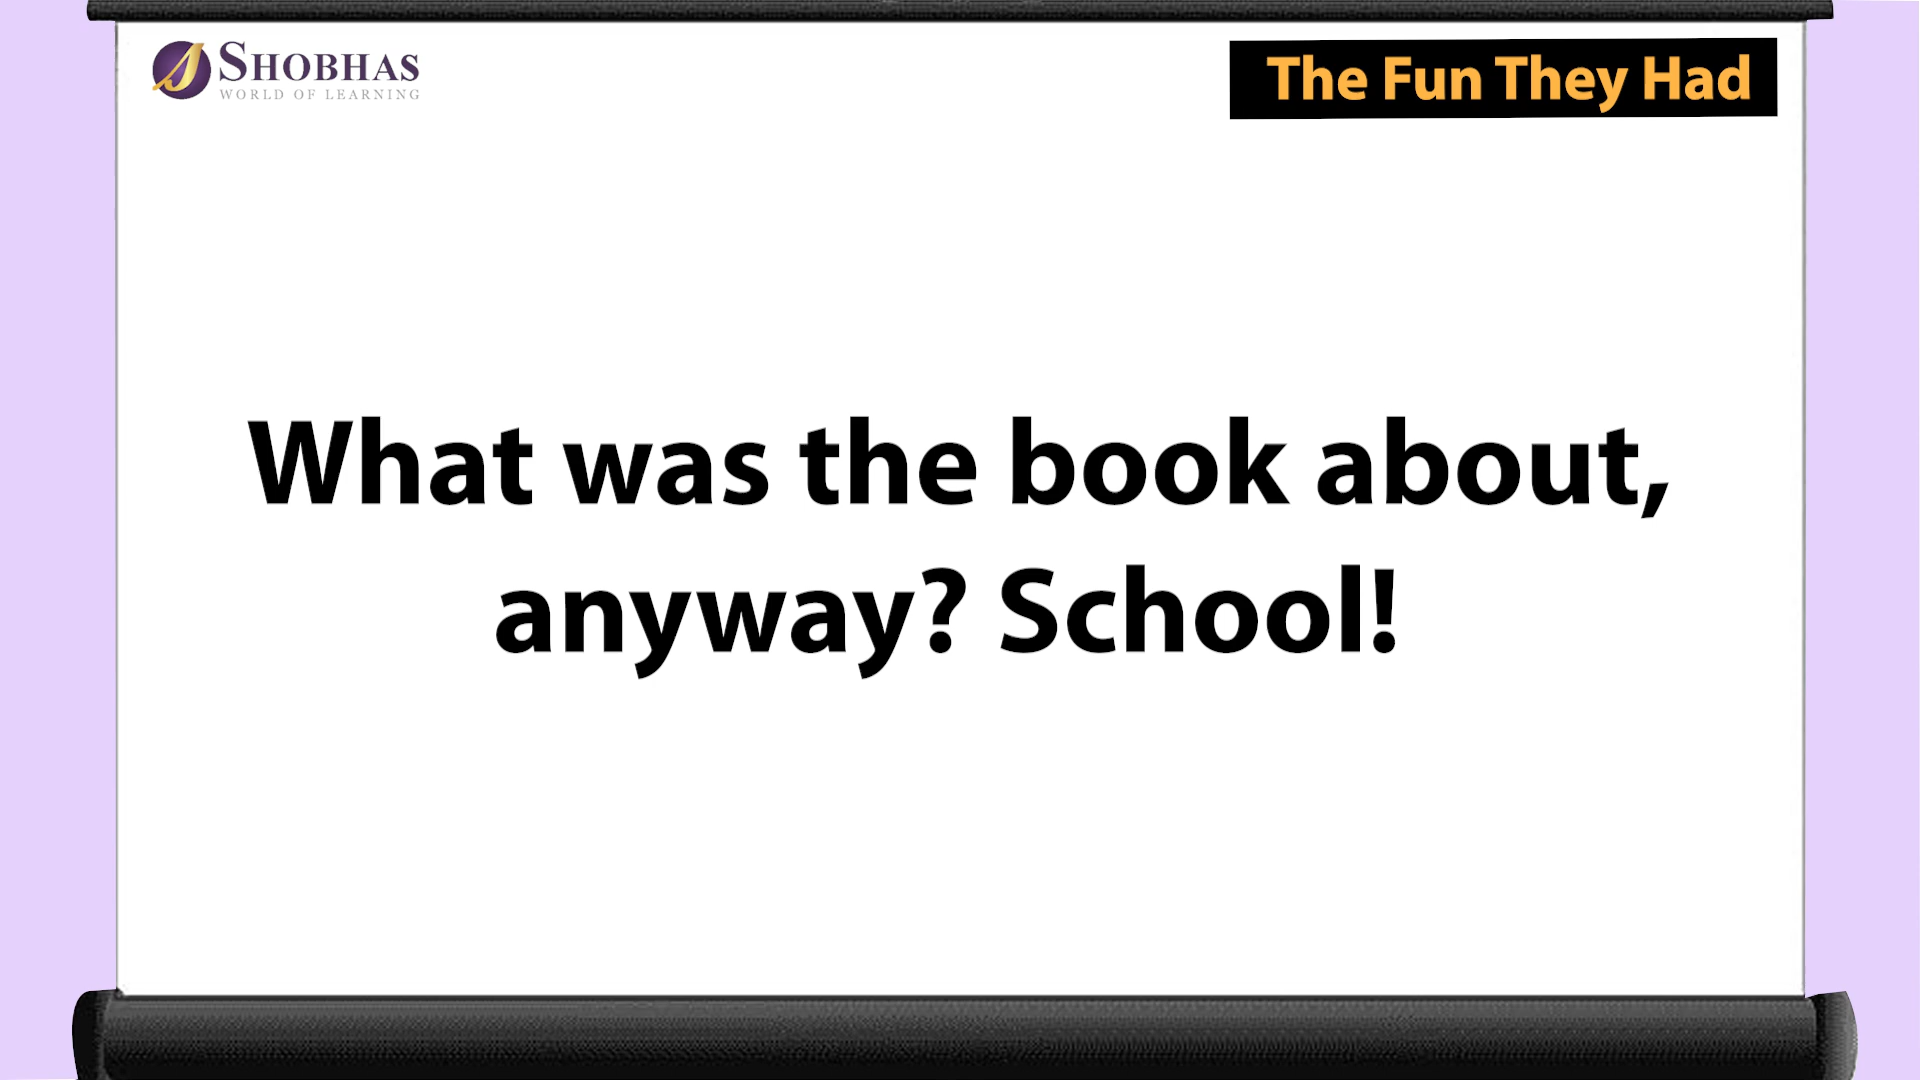 SHOBHAS
WORLD OF LEARNING
The Fun They Had
What was the book about,
anyway? School!